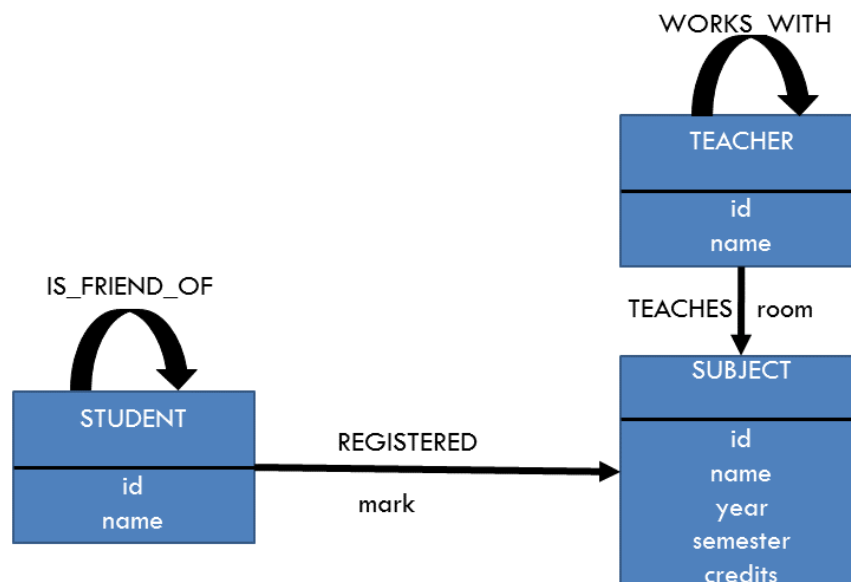 WORKS_WITH
TEACHER
id
name
IS_FRIEND_OF
TEACHES room
SUBJECT
STUDENT
id
name
REGISTERED
mark
id
name
year
semester
credits